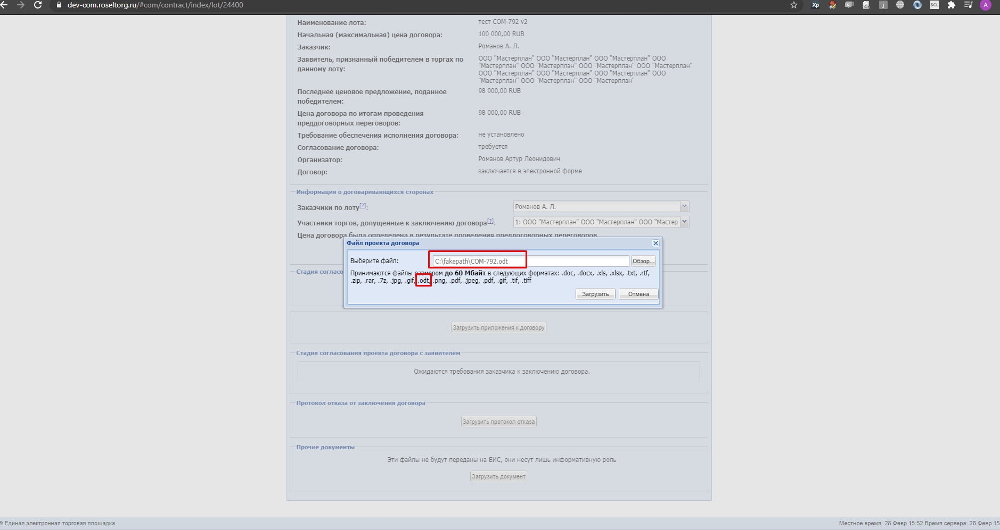 dev-com.roseltorg.ru/#com/contract/index/lot/24400
Xp
j
SCL
A
Наименование лота: тест COM-792 v2
Начальная (максимальная) цена договора: 100 000,00 RUB
Заказчик: Романов А. Л.
Заявитель, признанный победителем в торгах по
данному лоту:
ООО "Мастерплан" ООО "Мастерплан" ООО "Мастерплан" ООО
"Мастерплан" ООО "Мастерплан" ООО "Мастерплан" ООО "Мастерплан"
ООО "Мастерплан" ООО "Мастерплан" ООО "Мастерплан" ООО
"Мастерплан" ООО "Мастерплан" ООО "Мастерплан"
Последнее ценовое предложение, поданное
победителем:
98 000,00 RUB
Цена договора по итогам проведения
преддоговорных переговоров:
98 000,00 RUB
Требование обеспечения исполнения договора: не установлено
Согласование договора: требуется
Организатор: Романов Артур Леонидович
Договор: заключается в электронной форме
Информация о договаривающихся сторонах
Заказчики по лоту[?]: Романов А. Л.
Участники торгов, допущенные к заключению договора[?]: 1: ООО "Мастерплан" ООО "Мастерплан" ООО "Мастер
Цена договора была определена в результате проведения преддоговорных переговоров
Файл проекта договора
Выберите файл: C:\fakepath\COM-792.odt Обзор...
Принимаются файлы размером до 60 Мбайт в следующих форматах: .doc, .docx, .xls, .xlsx, .txt, .rtf,
.zip, .rar, .7z, .jpg, .gif, .odt, .png, .pdf, .jpeg, .pdf, .gif, .tif, .tiff
Загрузить Отмена
Стадия согласо
Загрузить приложения к договору
Стадия согласования проекта договора с заявителем
Ожидаются требования заказчика к заключению договора.
Протокол отказа от заключения договора
Загрузить протокол отказа
Прочие документы
Эти файлы не будут переданы на ЕИС, они несут лишь информативную роль
Загрузить документ
© Единая электронная торговая площадка
Местное время: 28 Февр 15:52 Время сервера: 28 Февр 15